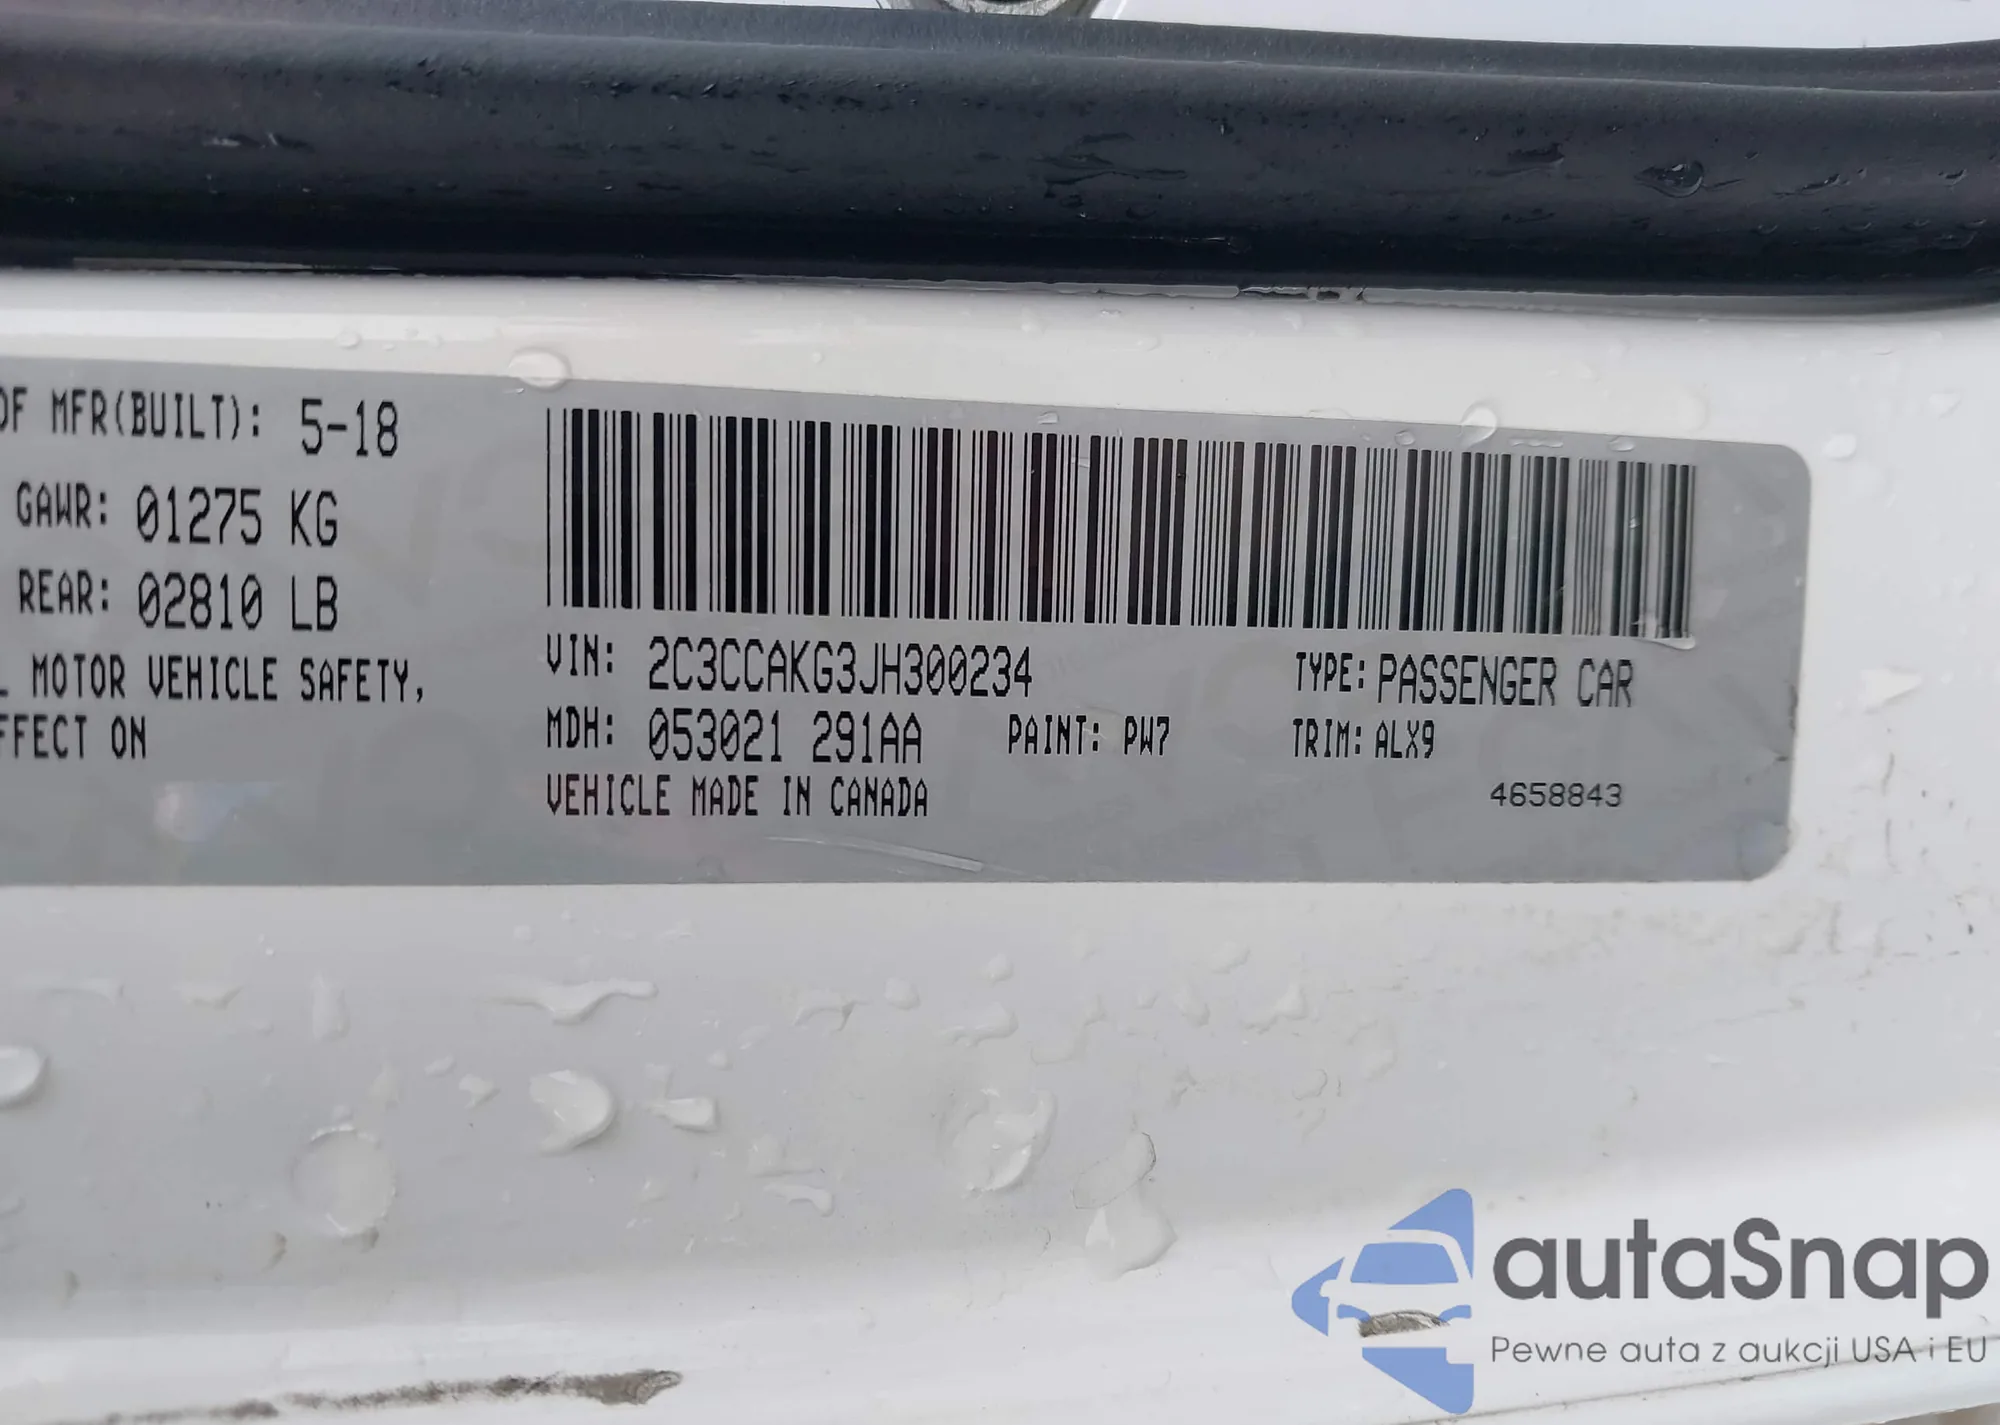 OF MFR(BUILT): 5-18
GAWR: 01275 KG
REAR: 02810 LB
MOTOR VEHICLE SAFETY,
EFFECT ON
VIN: 2C3CCAKG3JH300234
TYPE: PASSENGER CAR
MDH: 053021 291AA
PAINT: PW7
TRIM: ALX9
VEHICLE MADE IN CANADA
4658843
autaSnap
Pewne auta z aukcji USA i EU